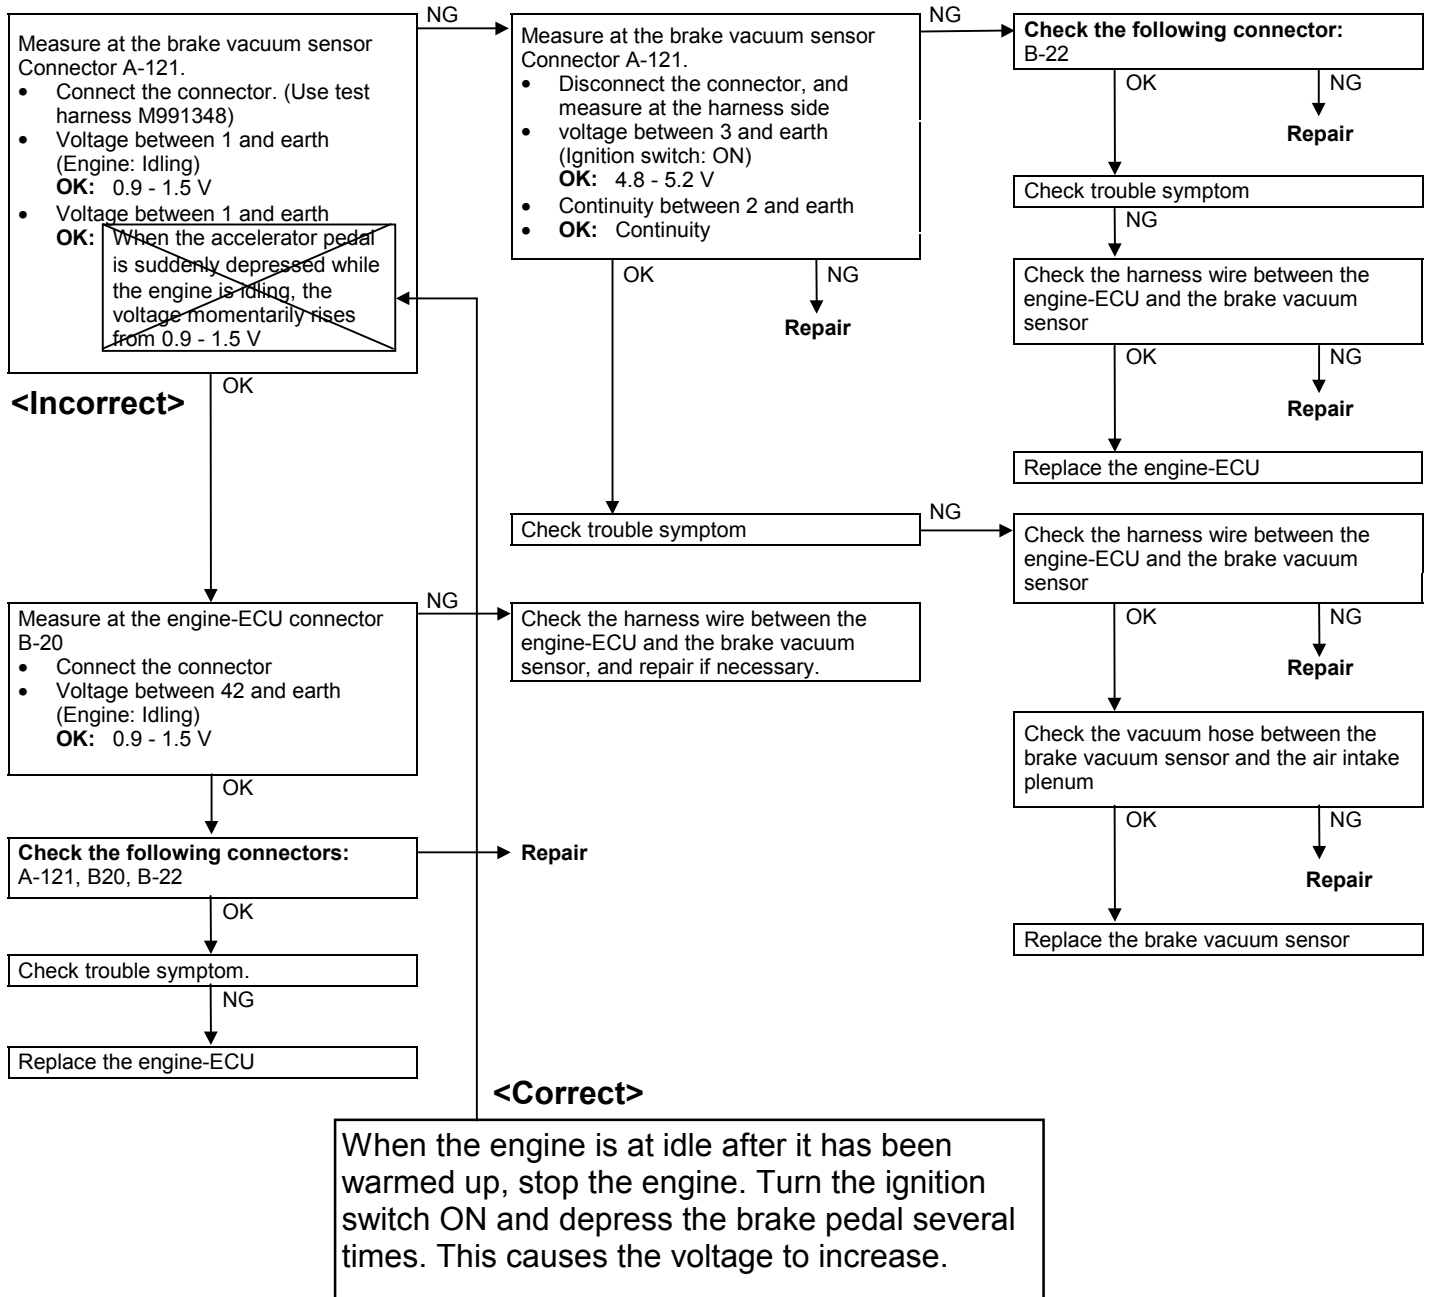 Measure at the brake vacuum sensor
Connector A-121.
• Connect the connector. (Use test
harness M991348)
• Voltage between 1 and earth
(Engine: Idling)
OK: 0.9 - 1.5 V
• Voltage between 1 and earth
OK: When the accelerator pedal
is suddenly depressed while
the engine is idling, the
voltage momentarily rises
from 0.9 - 1.5 V
NG
OK
<Incorrect>
Measure at the brake vacuum sensor
Connector A-121.
• Disconnect the connector, and
measure at the harness side
• voltage between 3 and earth
(Ignition switch: ON)
OK: 4.8 - 5.2 V
• Continuity between 2 and earth
• OK: Continuity
NG
OK
NG
Repair
Check the following connector:
B-22
OK
NG
Repair
Check trouble symptom
NG
Check the harness wire between the
engine-ECU and the brake vacuum
sensor
OK
NG
Repair
Replace the engine-ECU
Check trouble symptom
NG
Check the harness wire between the
engine-ECU and the brake vacuum
sensor
OK
NG
Repair
Check the vacuum hose between the
brake vacuum sensor and the air intake
plenum
OK
NG
Repair
Replace the brake vacuum sensor
Measure at the engine-ECU connector
B-20
• Connect the connector
• Voltage between 42 and earth
(Engine: Idling)
OK: 0.9 - 1.5 V
NG
Check the harness wire between the
engine-ECU and the brake vacuum
sensor, and repair if necessary.
OK
Check the following connectors:
A-121, B20, B-22
Repair
OK
Check trouble symptom.
NG
Replace the engine-ECU
<Correct>
When the engine is at idle after it has been
warmed up, stop the engine. Turn the ignition
switch ON and depress the brake pedal several
times. This causes the voltage to increase.